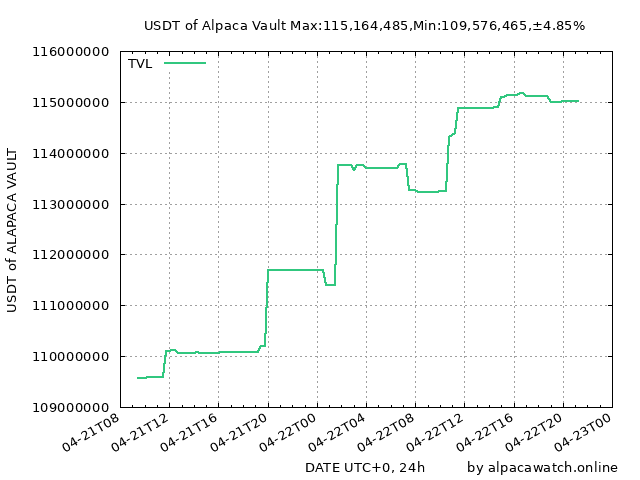 USDT of Alpaca Vault Max:115,164,485,Min:109,576,465,±4.85%
TVL
116000000
115000000
114000000
113000000
112000000
111000000
110000000
109000000
USDT of ALAPACA VAULT
04-21T08
04-21T12
04-21T16
04-21T20
04-22T00
04-22T04
04-22T08
04-22T12
04-22T16
04-22T20
04-23T00
DATE UTC+0, 24h
by alpacawatch.online